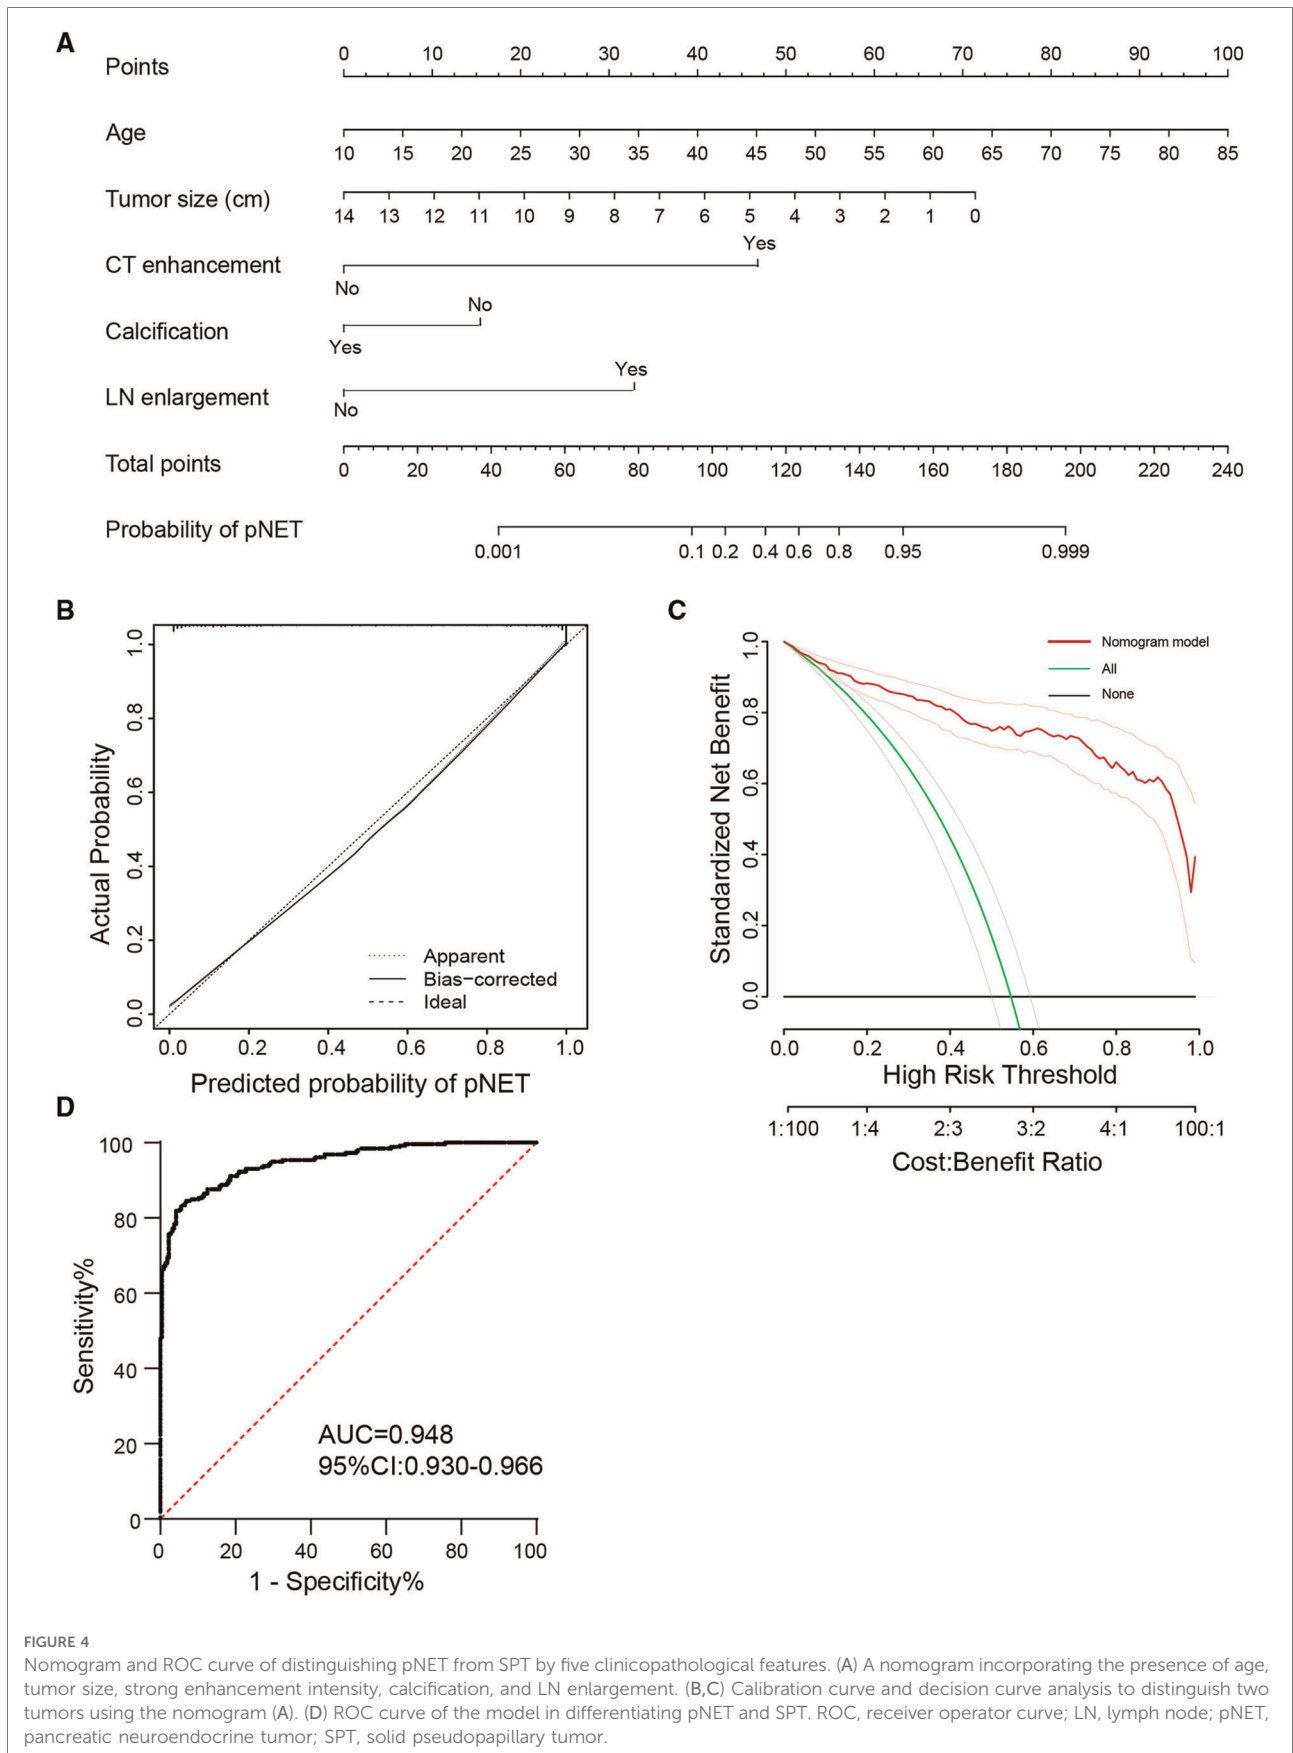 A
Points
0 10 20 30 40 50 60 70 80 90 100
Age
10 15 20 25 30 35 40 45 50 55 60 65 70 75 80 85
Tumor size (cm)
14 13 12 11 10 9 8 7 6 5 4 3 2 1 0
Yes
CT enhancement
No
No
Calcification
Yes
Yes
LN enlargement
No
Total points
0 20 40 60 80 100 120 140 160 180 200 220 240
Probability of pNET
0.001 0.1 0.2 0.4 0.6 0.8 0.95 0.999
B
Actual Probability
1.0
0.8
0.6
0.4
0.2
0.0
Apparent
Bias−corrected
Ideal
0.0 0.2 0.4 0.6 0.8 1.0
Predicted probability of pNET
C
Standardized Net Benefit
1.0
0.8
0.6
0.4
0.2
0.0
Nomogram model
All
None
0.0 0.2 0.4 0.6 0.8 1.0
High Risk Threshold
1:100 1:4 2:3 3:2 4:1 100:1
Cost:Benefit Ratio
D
Sensitivity%
100
80
60
40
20
0
AUC=0.948
95%CI:0.930-0.966
0 20 40 60 80 100
1 - Specificity%
FIGURE 4
Nomogram and ROC curve of distinguishing pNET from SPT by five clinicopathological features. (A) A nomogram incorporating the presence of age,
tumor size, strong enhancement intensity, calcification, and LN enlargement. (B,C) Calibration curve and decision curve analysis to distinguish two
tumors using the nomogram (A). (D) ROC curve of the model in differentiating pNET and SPT. ROC, receiver operator curve; LN, lymph node; pNET,
pancreatic neuroendocrine tumor; SPT, solid pseudopapillary tumor.